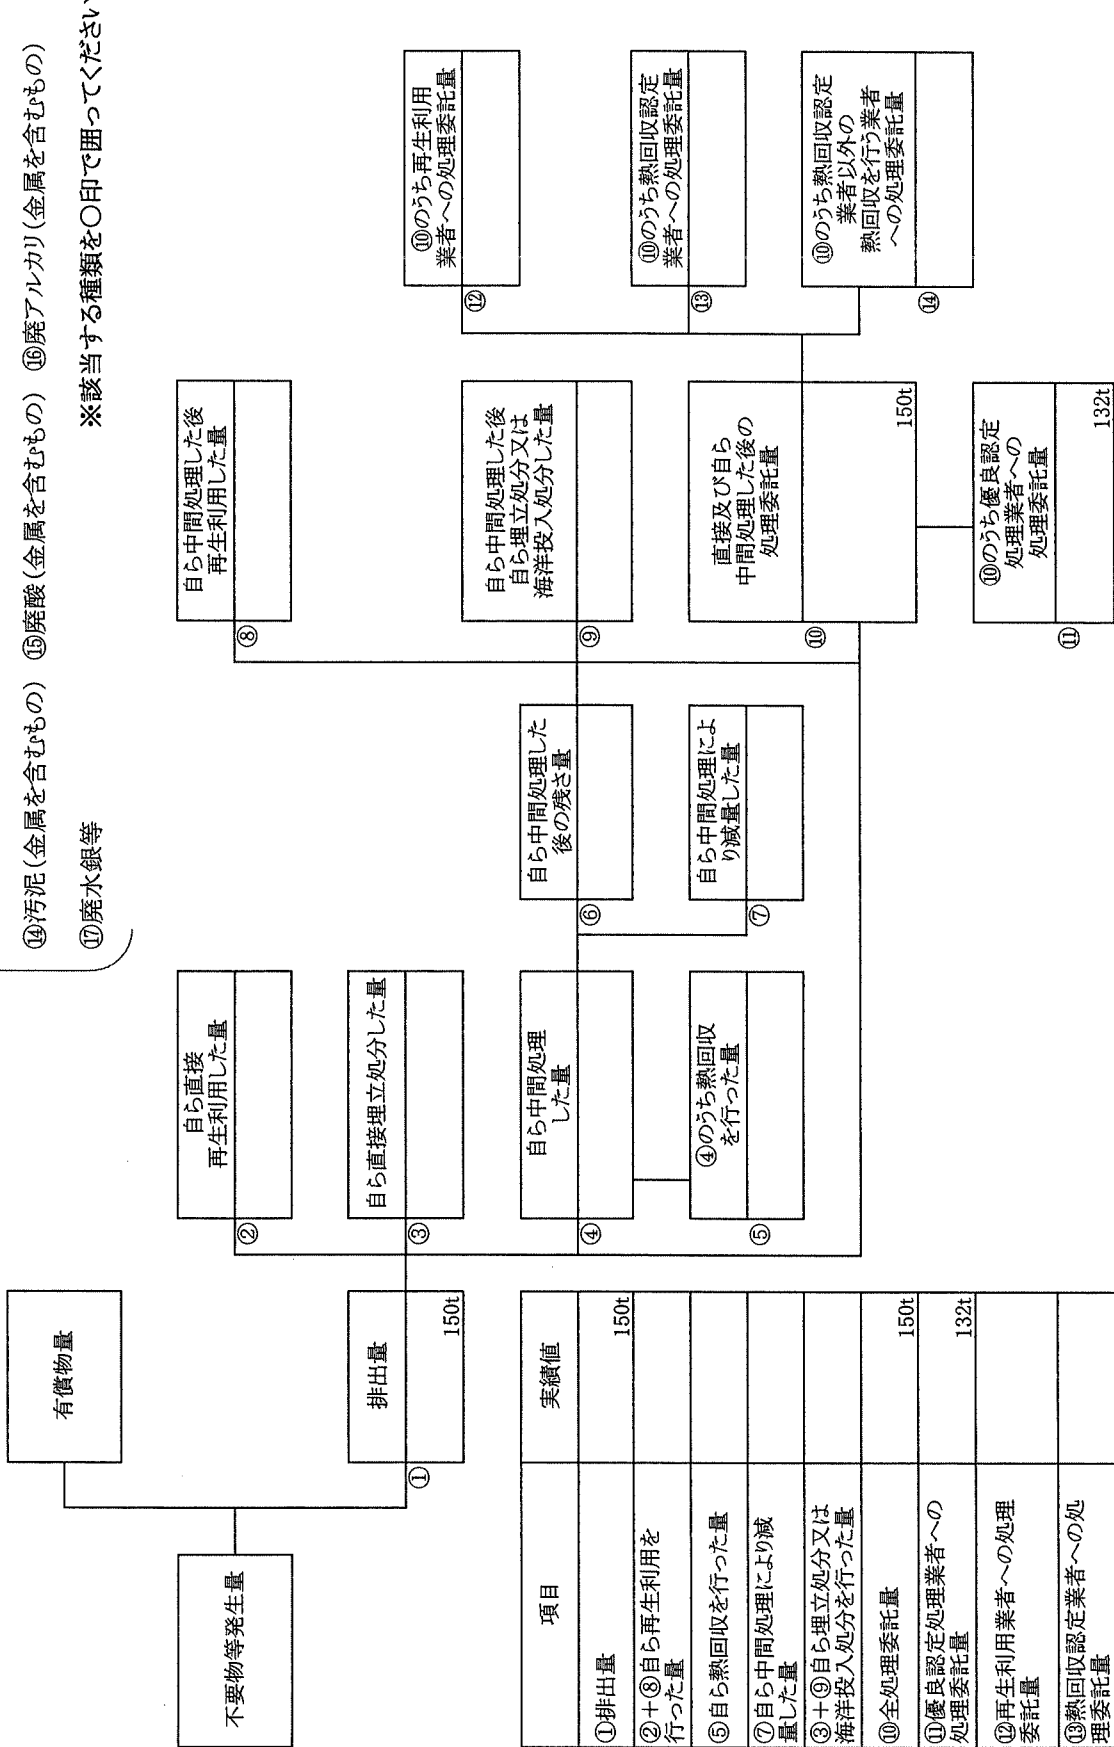 ⑭汚泥(金属を含むもの) ⑮廃酸(金属を含むもの) ⑯廃アルカリ(金属を含むもの)
⑰廃水銀等
※該当する種類を○印で囲ってください
不要物等発生量
有償物量
①
排出量
150t
②
自ら直接
再生利用した量
③
自ら直接埋立処分した量
④
自ら中間処理
した量
⑤
④のうち熱回収
を行った量
⑥
自ら中間処理した
後の残さ量
⑦
自ら中間処理によ
り減量した量
⑧
自ら中間処理した後
再生利用した量
⑨
自ら中間処理した後
自ら埋立処分又は
海洋投入処分した量
⑩
直接及び自ら
中間処理した後の
処理委託量
150t
⑪
⑩のうち優良認定
処理業者への
処理委託量
132t
⑫
⑩のうち再生利用
業者への処理委託量
⑬
⑩のうち熱回収認定
業者への処理委託量
⑭
⑩のうち熱回収認定
業者以外の
熱回収を行う業者
への処理委託量
項目 実績値
①排出量 150t
②+⑧自ら再生利用を
行った量
⑤自ら熱回収を行った量
⑦自ら中間処理により減
量した量
③+⑨自ら埋立処分又は
海洋投入処分を行った量
⑩全処理委託量 150t
⑪優良認定処理業者への
処理委託量 132t
⑫再生利用業者への処理
委託量
⑬熱回収認定業者への処
理委託量